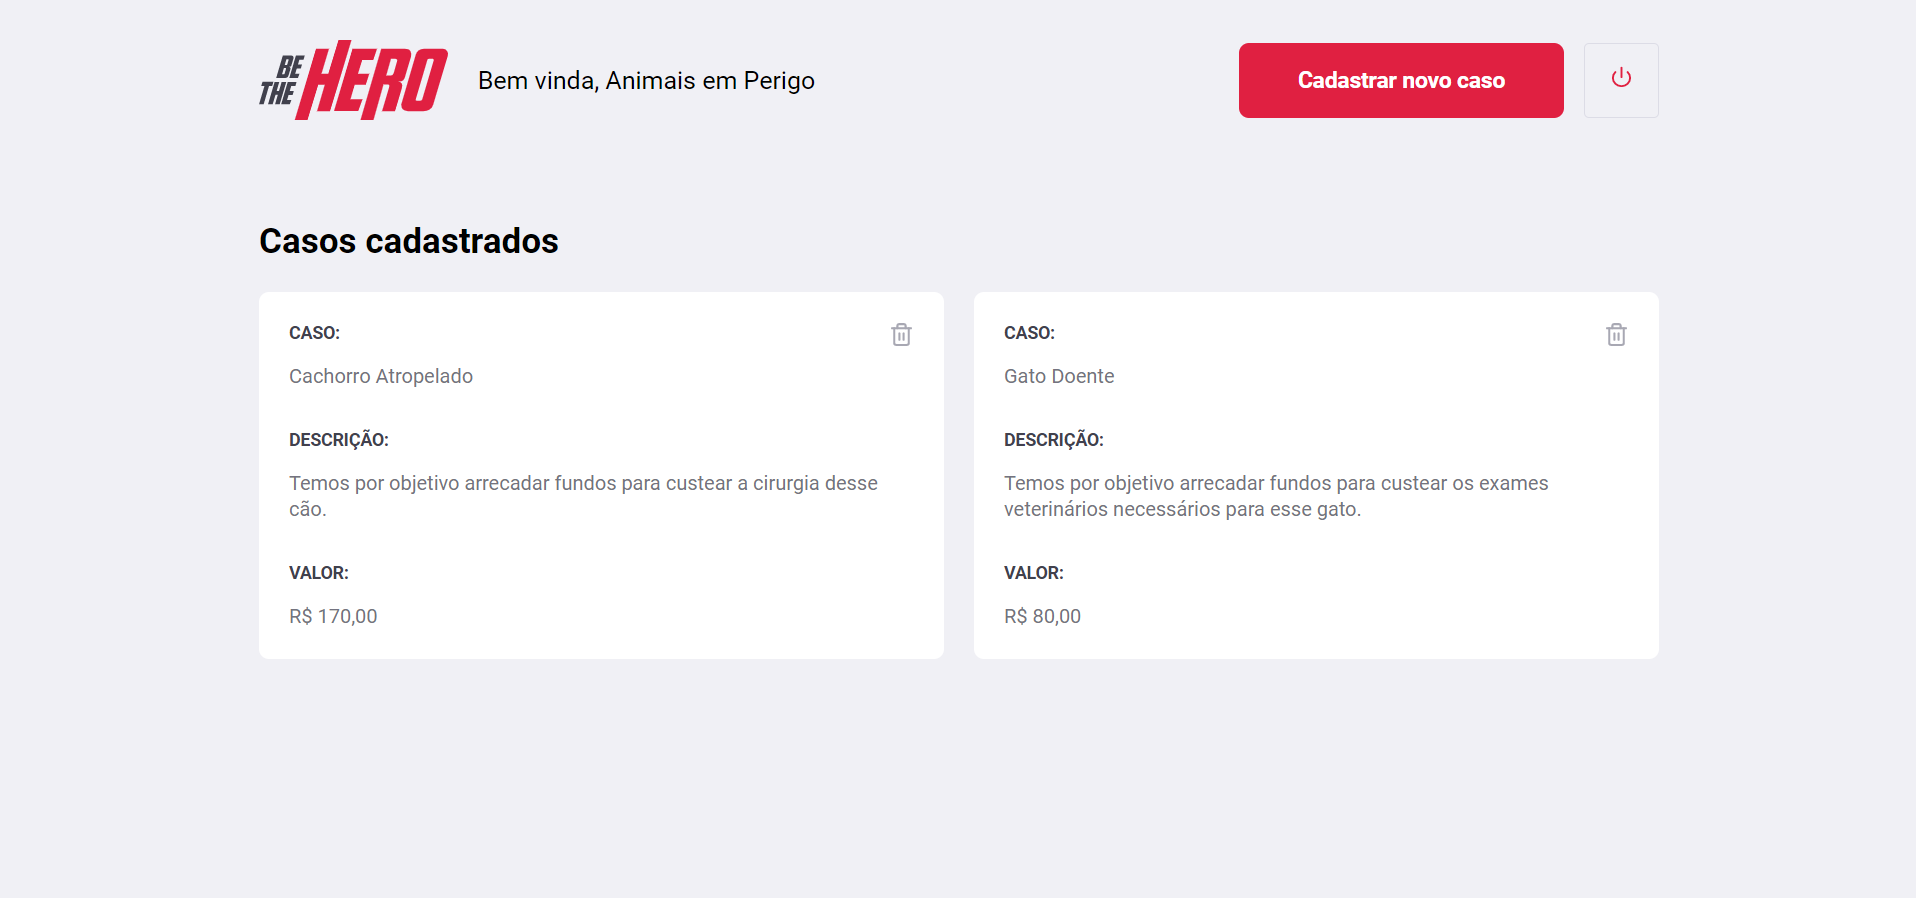 BE THE HERO
Bem vinda, Animais em Perigo
Cadastrar novo caso
Casos cadastrados
CASO:
Cachorro Atropelado
DESCRIÇÃO:
Temos por objetivo arrecadar fundos para custear a cirurgia desse
cão.
VALOR:
R$ 170,00
CASO:
Gato Doente
DESCRIÇÃO:
Temos por objetivo arrecadar fundos para custear os exames
veterinários necessários para esse gato.
VALOR:
R$ 80,00